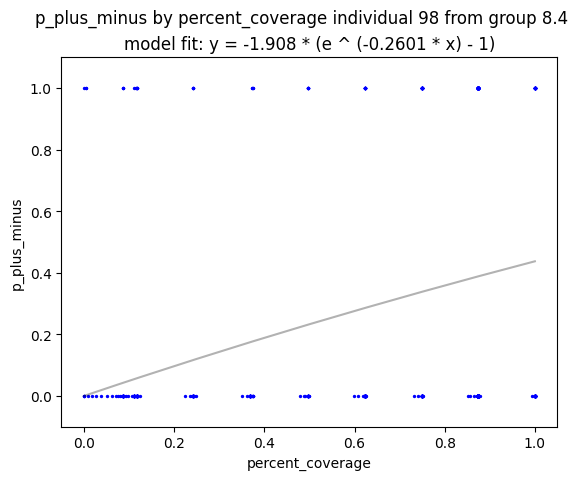 p_plus_minus by percent_coverage individual 98 from group 8.4
model fit: y = -1.908 * (e ^ (-0.2601 * x) - 1)
1.0
0.8
0.6
0.4
0.2
0.0
p_plus_minus
0.0 0.2 0.4 0.6 0.8 1.0
percent_coverage